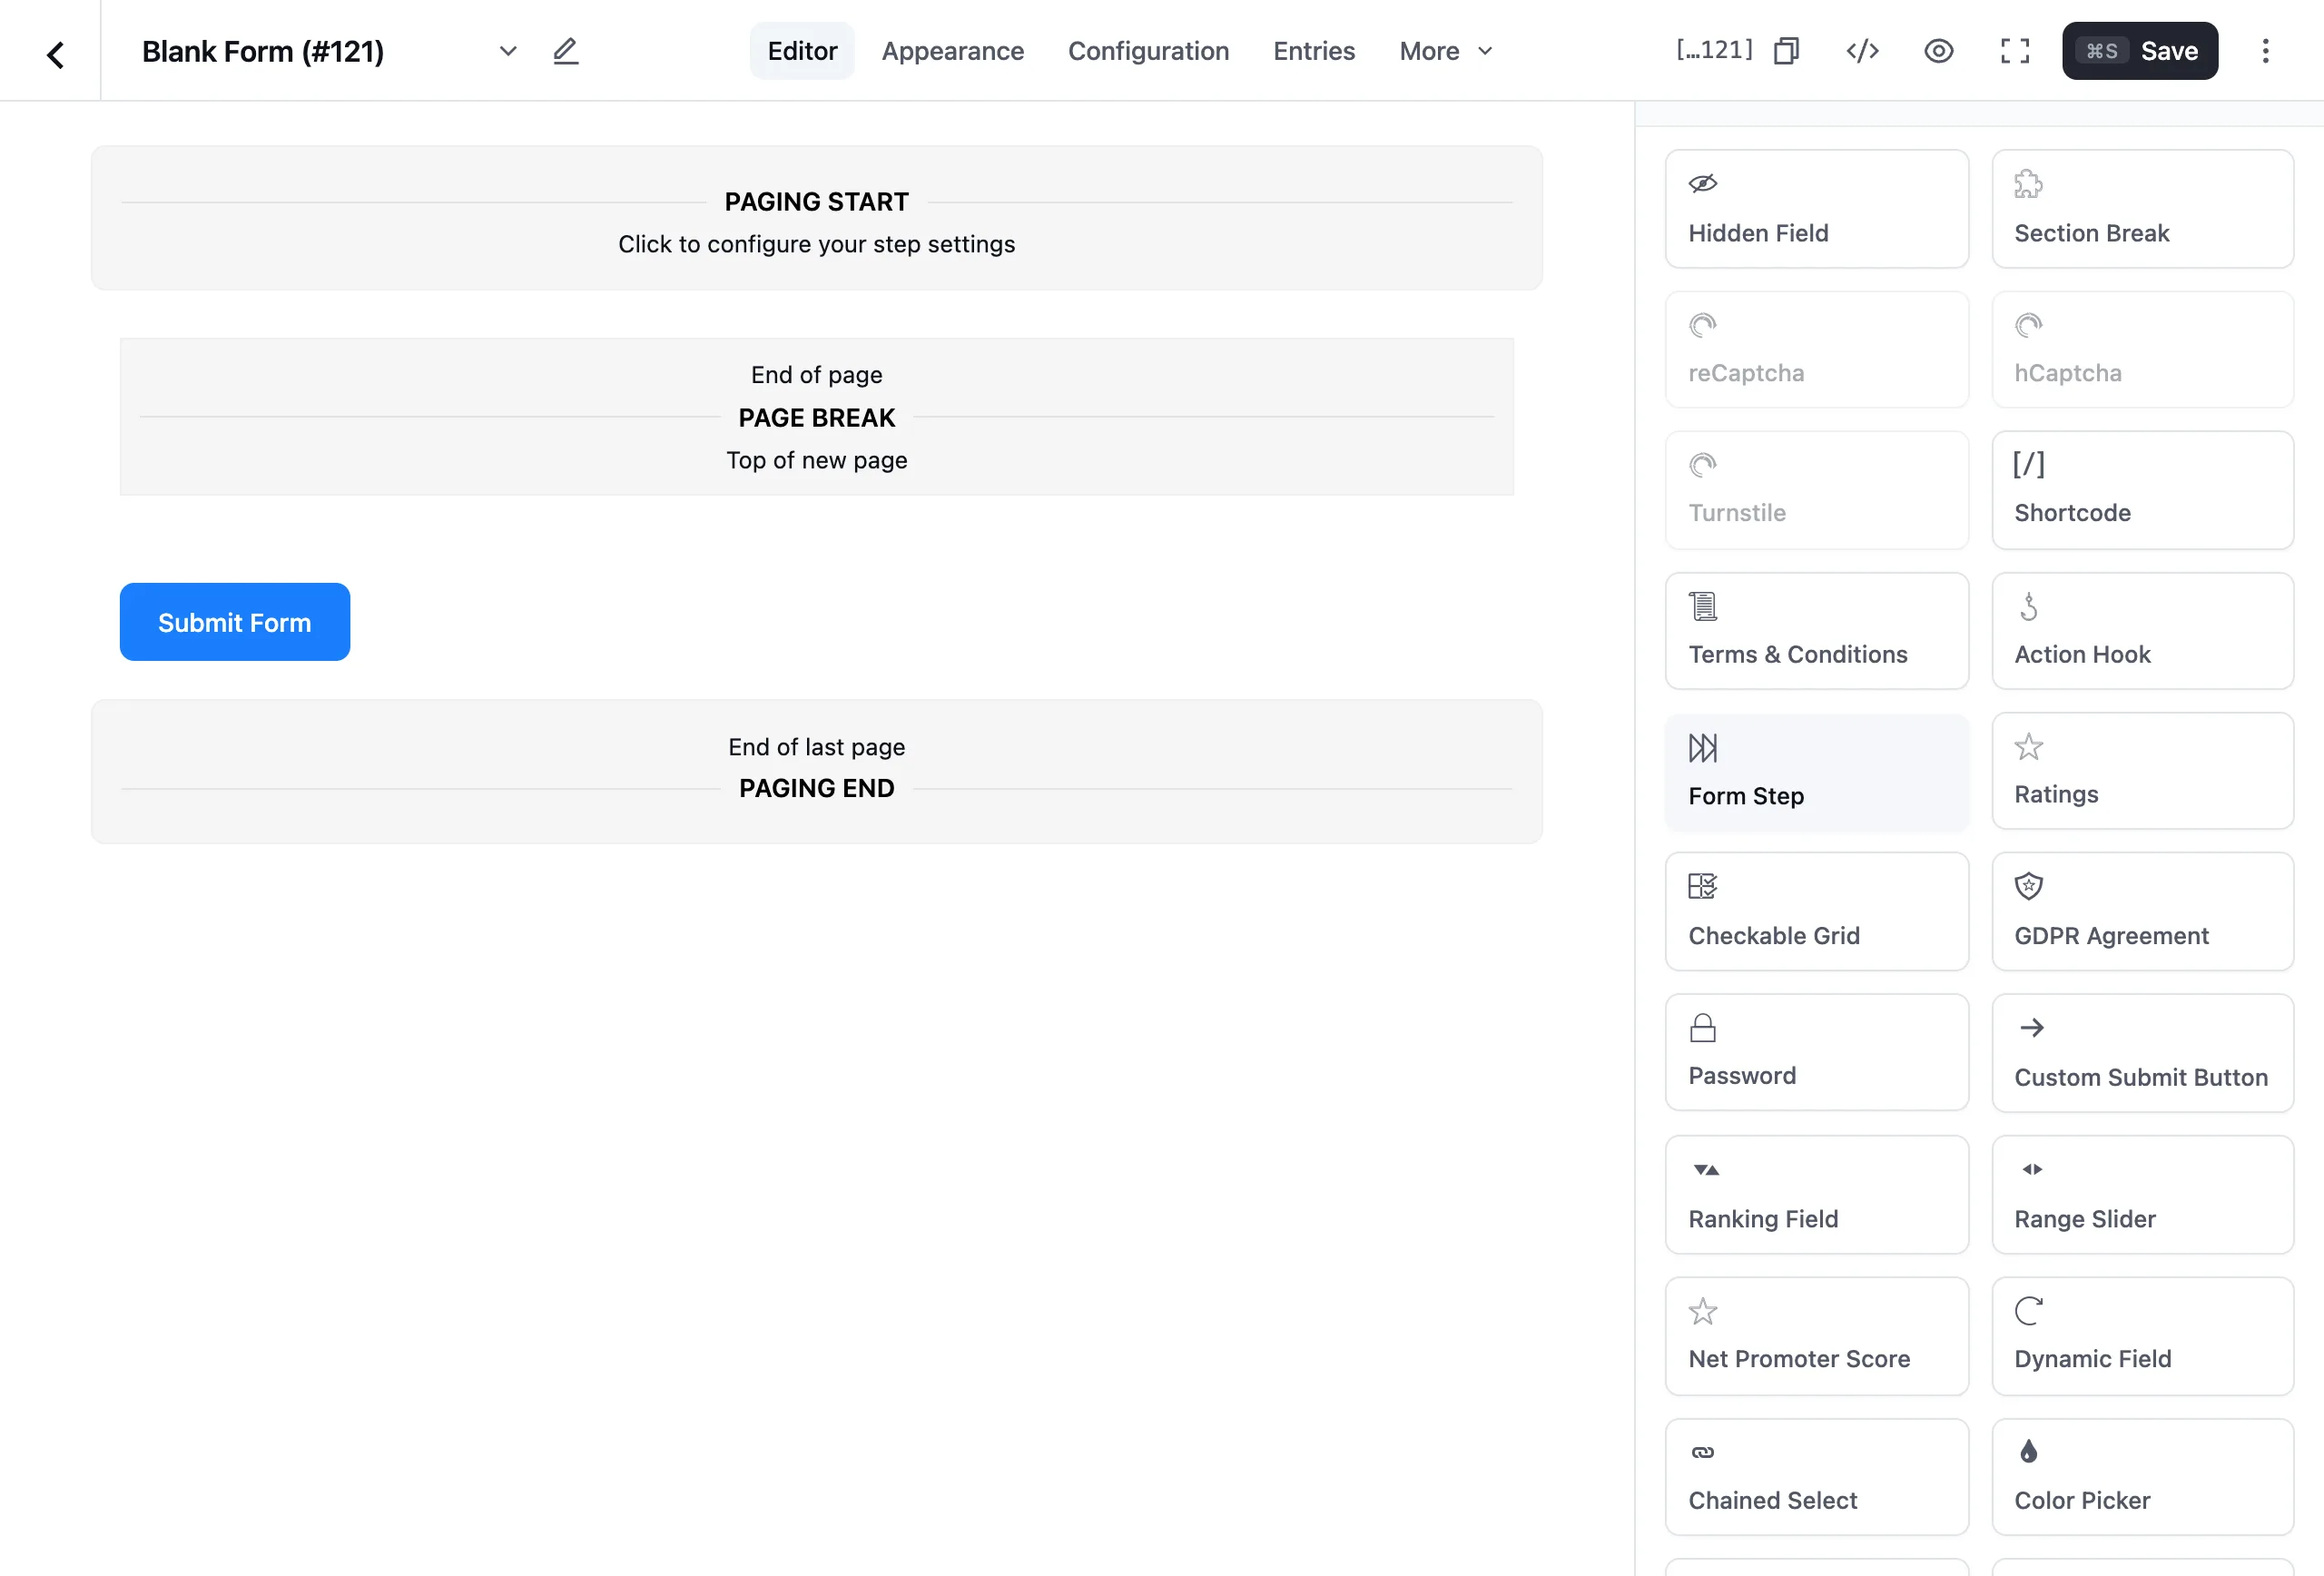 Blank Form (#121)
Editor
Appearance
Configuration
Entries
More
[...121]
</>
⌘S Save
PAGING START
Click to configure your step settings
End of page
PAGE BREAK
Top of new page
Submit Form
End of last page
PAGING END
Hidden Field
Section Break
reCaptcha
hCaptcha
Turnstile
[/]
Shortcode
Terms & Conditions
Action Hook
Form Step
Ratings
Checkable Grid
GDPR Agreement
Password
Custom Submit Button
Ranking Field
Range Slider
Net Promoter Score
Dynamic Field
Chained Select
Color Picker